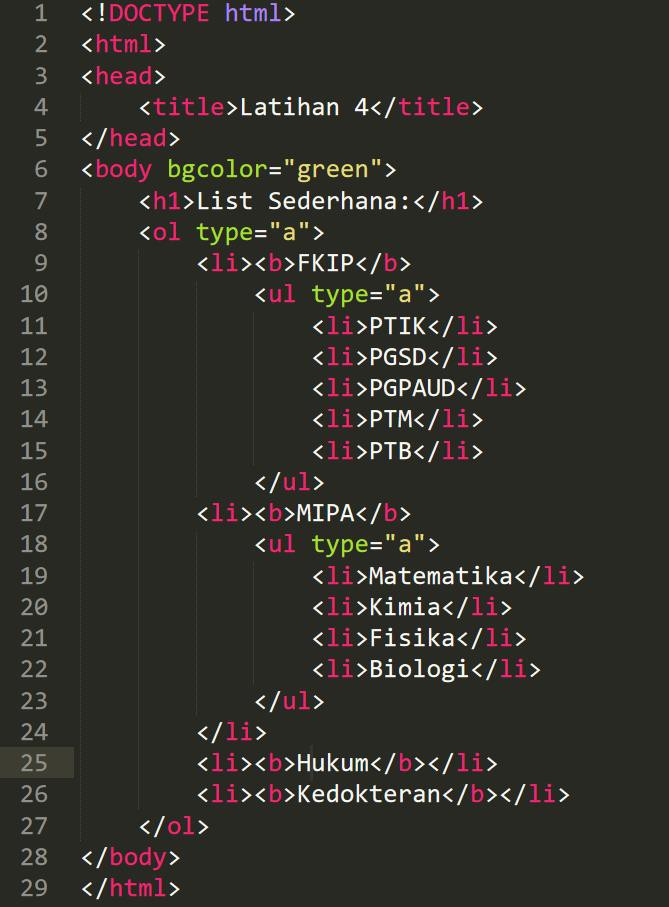 1 <!DOCTYPE html>
2 <html>
3 <head>
4     <title>Latihan 4</title>
5 </head>
6 <body bgcolor="green">
7     <h1>List Sederhana:</h1>
8     <ol type="a">
9         <li><b>FKIP</b>
10             <ul type="a">
11                 <li>PTIK</li>
12                 <li>PGSD</li>
13                 <li>PGPAUD</li>
14                 <li>PTM</li>
15                 <li>PTB</li>
16             </ul>
17         <li><b>MIPA</b>
18             <ul type="a">
19                 <li>Matematika</li>
20                 <li>Kimia</li>
21                 <li>Fisika</li>
22                 <li>Biologi</li>
23             </ul>
24         </li>
25         <li><b>Hukum</b></li>
26         <li><b>Kedokteran</b></li>
27     </ol>
28 </body>
29 </html>